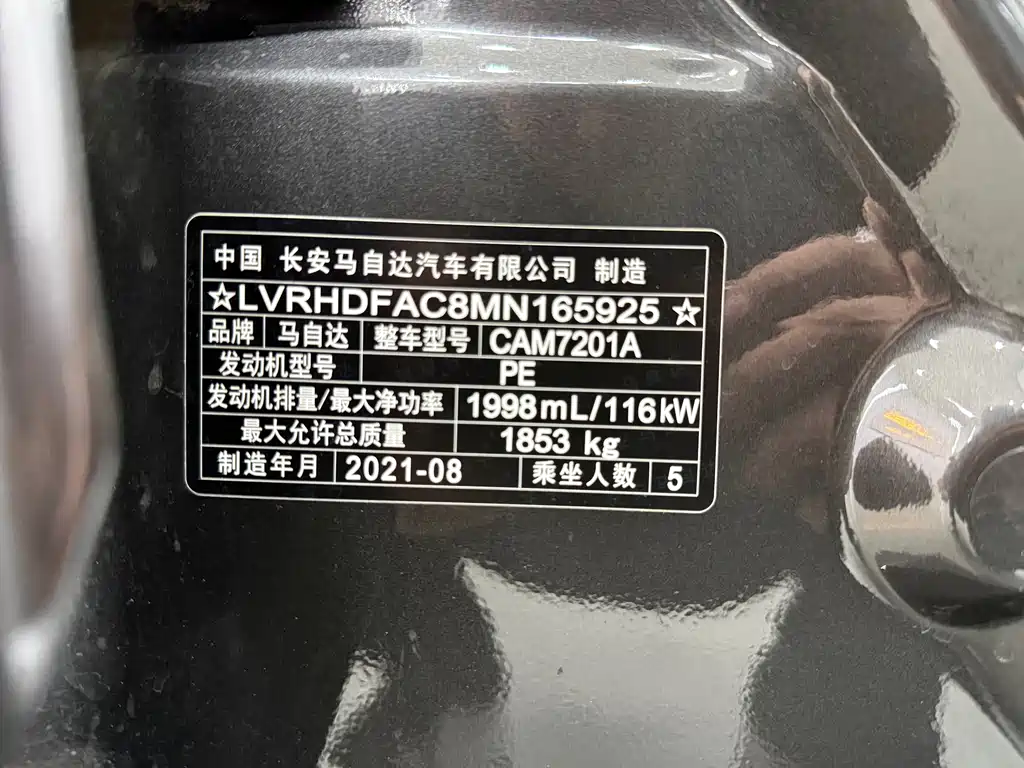 中国 长安马自达汽车有限公司 制造
☆LVRHDFAC8MN165925☆
品牌 马自达 整车型号 CAM7201A
发动机型号 PE
发动机排量/最大净功率 1998mL/116kW
最大允许总质量 1853 kg
制造年月 2021-08 乘坐人数 5